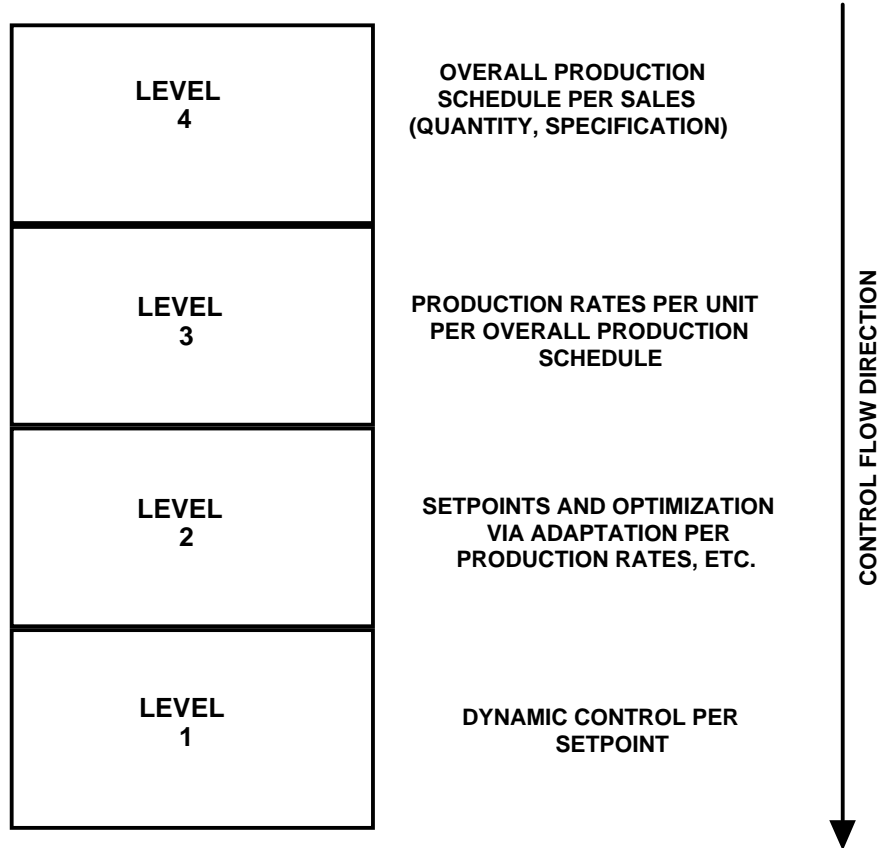 LEVEL
4
OVERALL PRODUCTION
SCHEDULE PER SALES
(QUANTITY, SPECIFICATION)
LEVEL
3
PRODUCTION RATES PER UNIT
PER OVERALL PRODUCTION
SCHEDULE
LEVEL
2
SETPOINTS AND OPTIMIZATION
VIA ADAPTATION PER
PRODUCTION RATES, ETC.
LEVEL
1
DYNAMIC CONTROL PER
SETPOINT
CONTROL FLOW DIRECTION